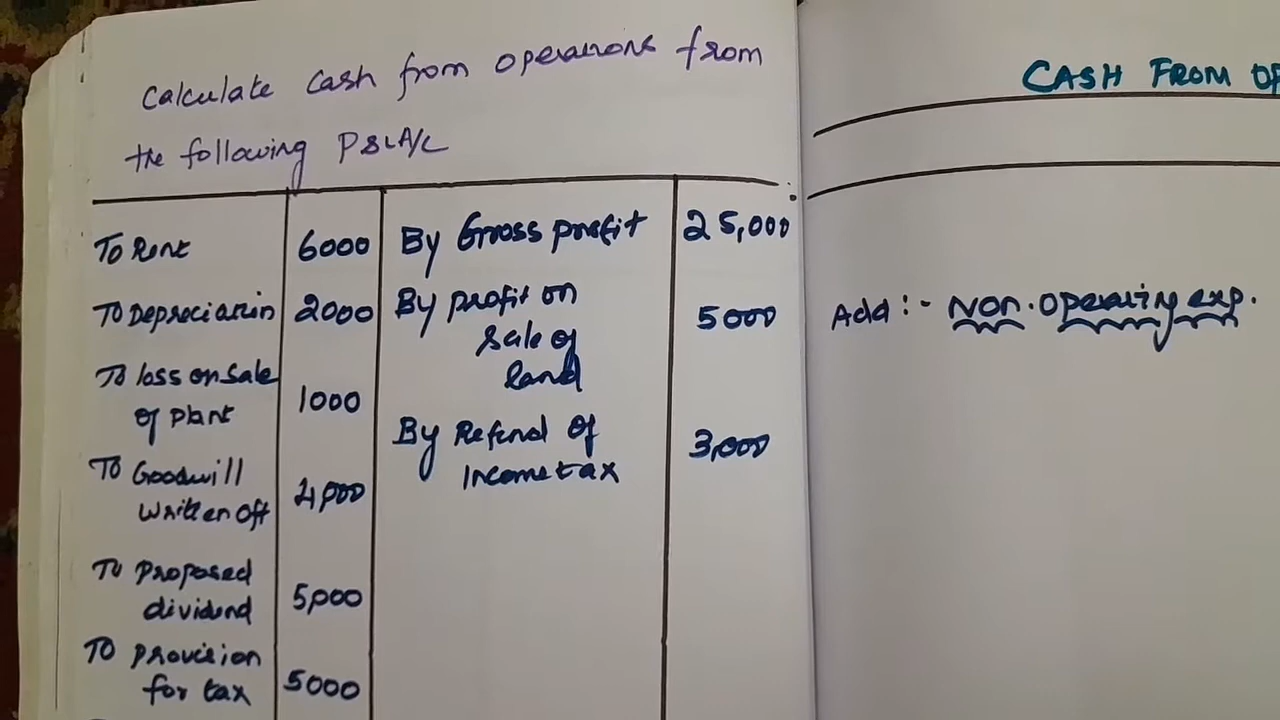 Calculate Cash from operations from
the following P&L A/C
To Rent 6000 By Gross profit 25,000
To Depreciation 2000 By profit on
sale of
land 5000
To loss on sale
of plant 1000
By Refund of
Income tax 3,000
To Goodwill
written off 4,000
To proposed
dividend 5,000
To provision
for tax 5000
CASH FROM OP
Add :- Non. Operating exp.